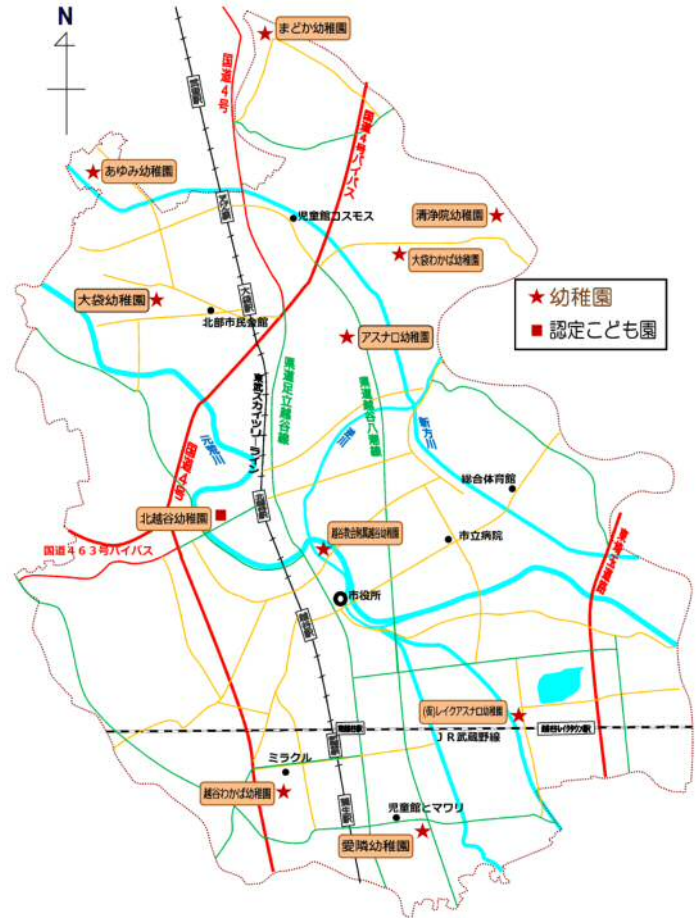 N
まどか幼稚園
国道4号
国道4号バイパス
あゆみ幼稚園
児童館コスモス
清浄院幼稚園
大袋わかば幼稚園
大袋駅
大袋幼稚園
北部市民会館
★幼稚園
■認定こども園
アスナロ幼稚園
東武スカイツリーライン
県道足立越谷線
県道越谷八潮線
新方川
元荒川
国道4号
総合体育館
北越谷幼稚園
国道463号バイパス
越谷教会附属越谷幼稚園
市立病院
市役所
越谷駅
(仮)レイクアスナロ幼稚園
南越谷駅
越谷レイクタウン駅
JR武蔵野線
ミラクル
越谷わかば幼稚園
蒲生駅
児童館ヒマワリ
愛隣幼稚園